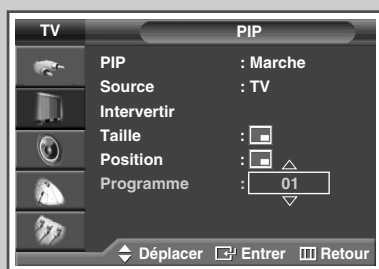 TV PIP
PIP : Marche
Source : TV
Intervertir
Taille :
Position :
Programme : 01
Déplacer Entrer Retour